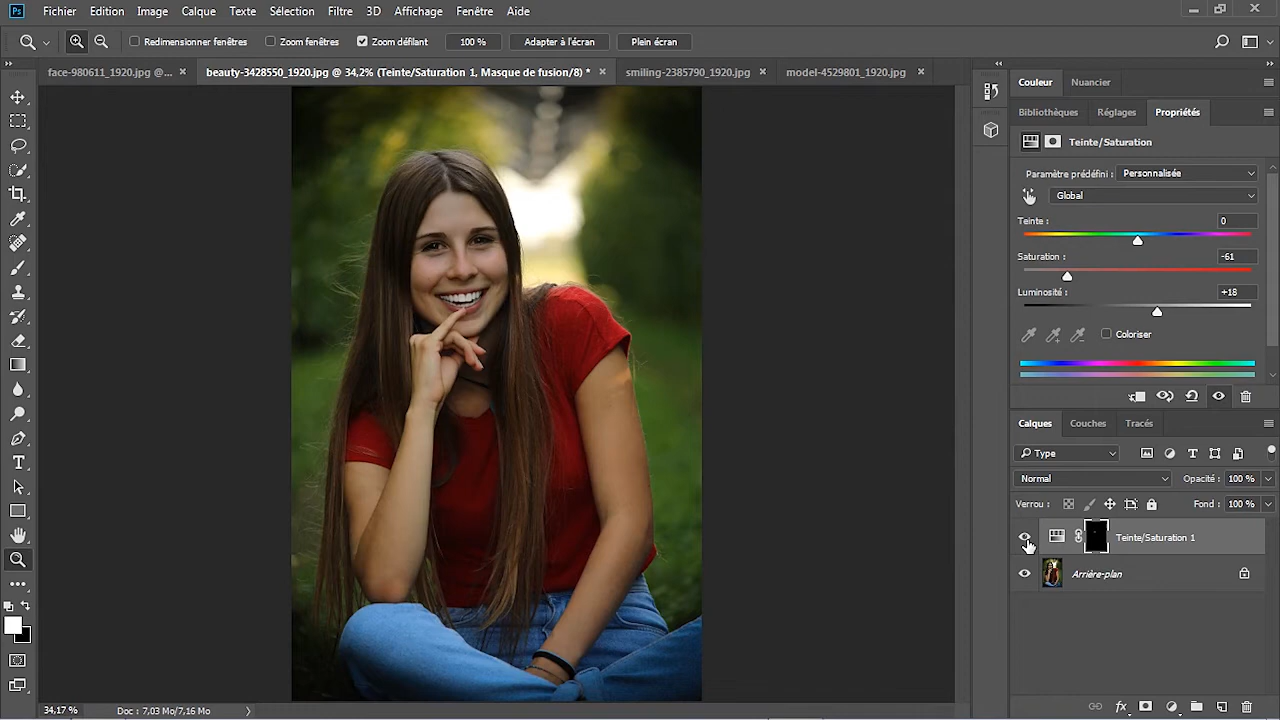 Ps Fichier Edition Image Calque Texte Sélection Filtre 3D Affichage Fenêtre Aide
Redimensionner fenêtres Zoom fenêtres Zoom défilant 100 % Adapter à l'écran Plein écran
face-980611_1920.jpg @... × beauty-3428550_1920.jpg @ 34,2% (Teinte/Saturation 1, Masque de fusion/8) * × smiling-2385790_1920.jpg × model-4529801_1920.jpg ×
Couleur Nuancier
Bibliothèques Réglages Propriétés
Teinte/Saturation
Paramètre prédéfini : Personnalisée
Global
Teinte : 0
Saturation : -61
Luminosité : +18
Coloriser
Calques Couches Tracés
Type
Normal Opacité : 100 %
Verrou : Fond : 100 %
Teinte/Saturation 1
Arrière-plan
34,17 % Doc : 7,03 Mo/7,16 Mo